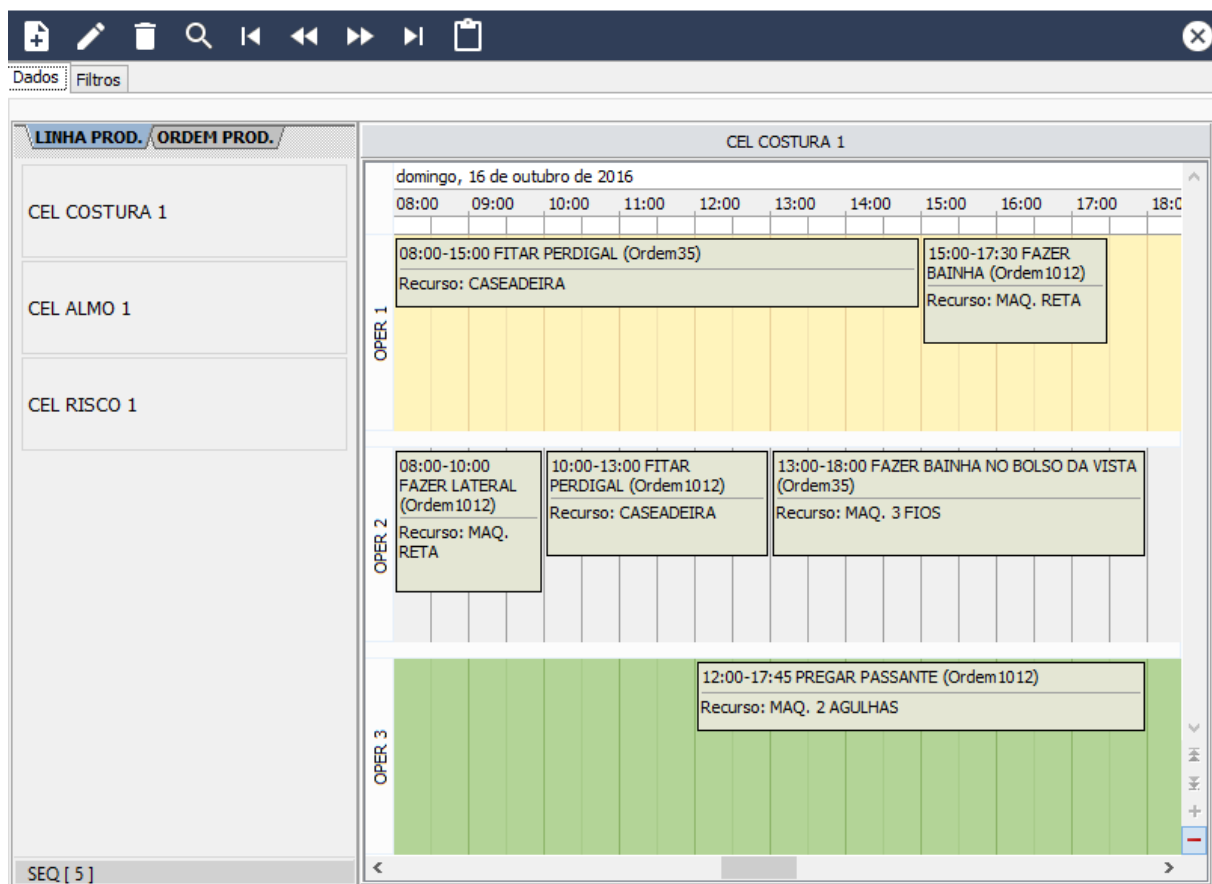 Dados Filtros
LINHA PROD. ORDEM PROD.
CEL COSTURA 1
CEL ALMO 1
CEL RISCO 1
SEQ [ 5 ]
CEL COSTURA 1
domingo, 16 de outubro de 2016
08:00 09:00 10:00 11:00 12:00 13:00 14:00 15:00 16:00 17:00 18:0
OPER 1
08:00-15:00 FITAR PERDIGAL (Ordem35)
Recurso: CASEADEIRA
15:00-17:30 FAZER
BAINHA (Ordem1012)
Recurso: MAQ. RETA
OPER 2
08:00-10:00
FAZER LATERAL
(Ordem1012)
Recurso: MAQ.
RETA
10:00-13:00 FITAR
PERDIGAL (Ordem1012)
Recurso: CASEADEIRA
13:00-18:00 FAZER BAINHA NO BOLSO DA VISTA
(Ordem35)
Recurso: MAQ. 3 FIOS
OPER 3
12:00-17:45 PREGAR PASSANTE (Ordem1012)
Recurso: MAQ. 2 AGULHAS